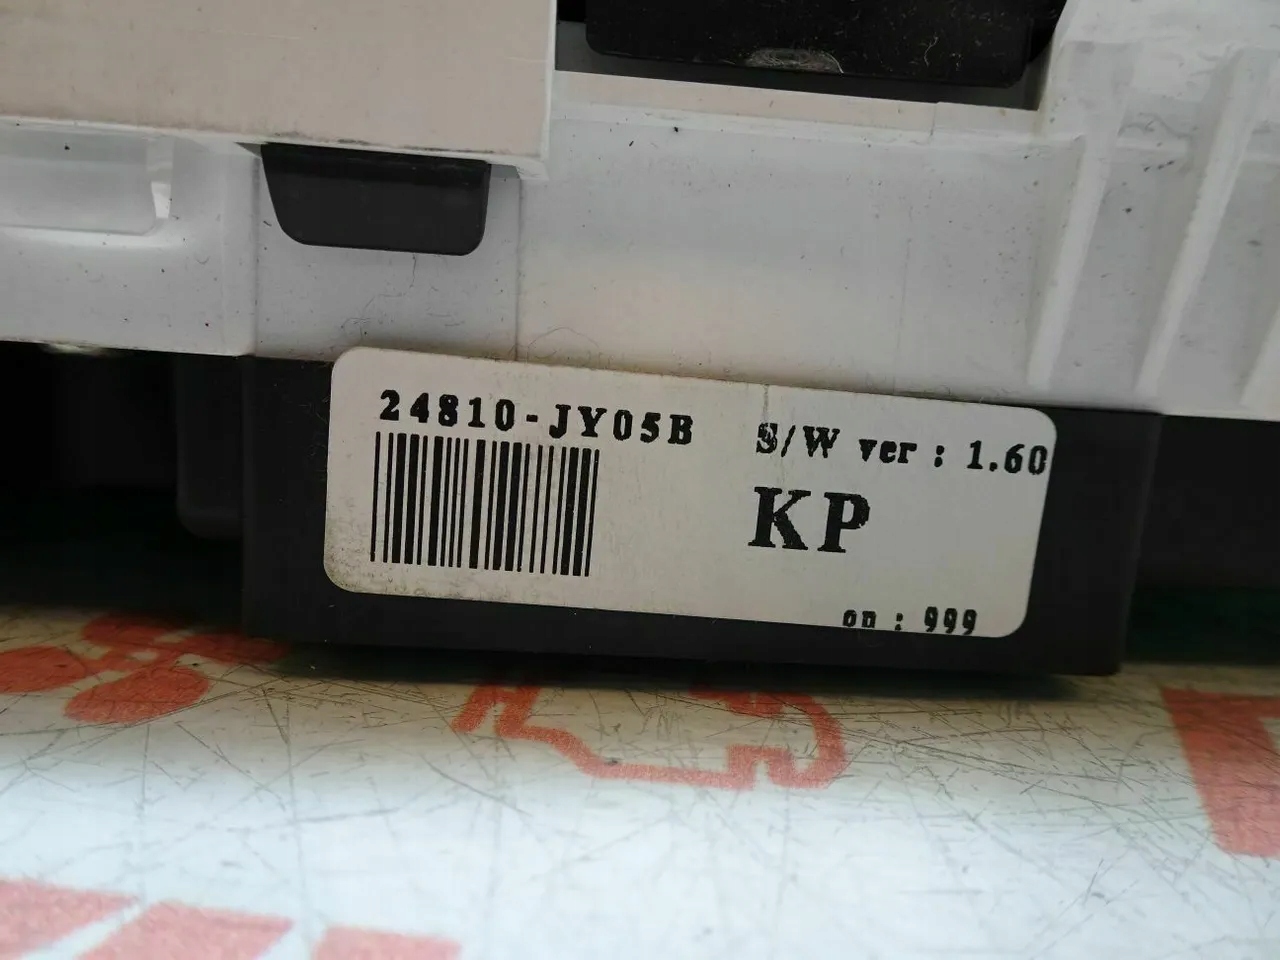 24810-JY05B
S/W ver : 1.60
KP
on : 999